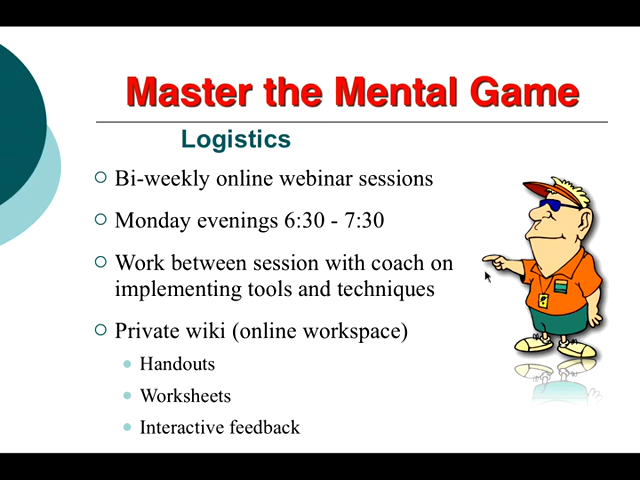 Master the Mental Game
Logistics
Bi-weekly online webinar sessions
Monday evenings 6:30 - 7:30
Work between session with coach on
implementing tools and techniques
Private wiki (online workspace)
Handouts
Worksheets
Interactive feedback